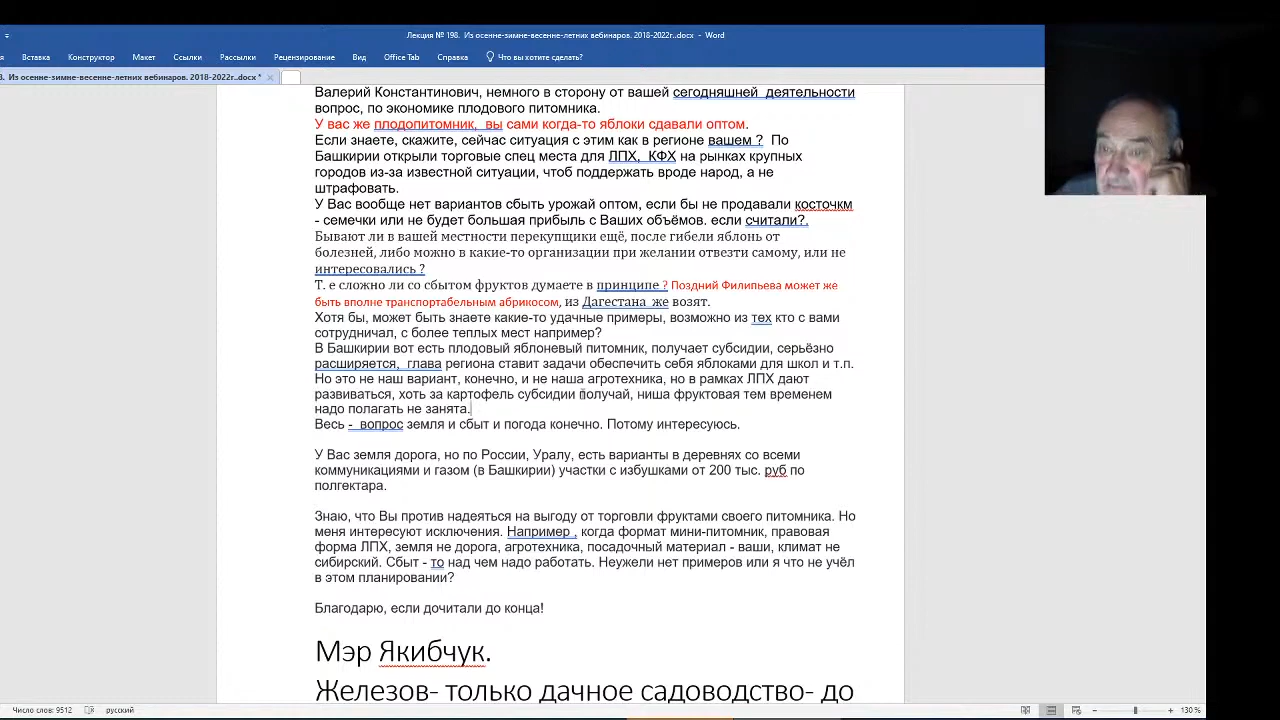 Лекция № 198. Из осенне-зимне-весенне-летних вебинаров. 2018-2022г..docx - Word
Вставка Конструктор Макет Ссылки Рассылки Рецензирование Вид Office Tab Справка Что вы хотите сделать?
Из осенне-зимне-весенне-летних вебинаров. 2018-2022г..docx *
Валерий Константинович, немного в сторону от вашей сегодняшней деятельности
вопрос, по экономике плодового питомника.
У вас же плодопитомник, вы сами когда-то яблоки сдавали оптом.
Если знаете, скажите, сейчас ситуация с этим как в регионе вашем ? По
Башкирии открыли торговые спец места для ЛПХ, КФХ на рынках крупных
городов из-за известной ситуации, чтоб поддержать вроде народ, а не
штрафовать.
У Вас вообще нет вариантов сбыть урожай оптом, если бы не продавали косточкм
- семечки или не будет большая прибыль с Ваших объёмов. если считали?.
Бывают ли в вашей местности перекупщики ещё, после гибели яблонь от
болезней, либо можно в какие-то организации при желании отвезти самому, или не
интересовались ?
Т. е сложно ли со сбытом фруктов думаете в принципе ? Поздний Филипьева может же
быть вполне транспортабельным абрикосом, из Дагестана же возят.
Хотя бы, может быть знаете какие-то удачные примеры, возможно из тех кто с вами
сотрудничал, с более теплых мест например?
В Башкирии вот есть плодовый яблоневый питомник, получает субсидии, серьёзно
расширяется, глава региона ставит задачи обеспечить себя яблоками для школ и т.п.
Но это не наш вариант, конечно, и не наша агротехника, но в рамках ЛПХ дают
развиваться, хоть за картофель субсидии получай, ниша фруктовая тем временем
надо полагать не занята.
Весь - вопрос земля и сбыт и погода конечно. Потому интересуюсь.
У Вас земля дорога, но по России, Уралу, есть варианты в деревнях со всеми
коммуникациями и газом (в Башкирии) участки с избушками от 200 тыс. руб по
полгектара.
Знаю, что Вы против надеяться на выгоду от торговли фруктами своего питомника. Но
меня интересуют исключения. Например , когда формат мини-питомник, правовая
форма ЛПХ, земля не дорога, агротехника, посадочный материал - ваши, климат не
сибирский. Сбыт - то над чем надо работать. Неужели нет примеров или я что не учёл
в этом планировании?
Благодарю, если дочитали до конца!
Мэр Якибчук.
Железов- только дачное садоводство- до
Число слов: 9512 русский 130 %